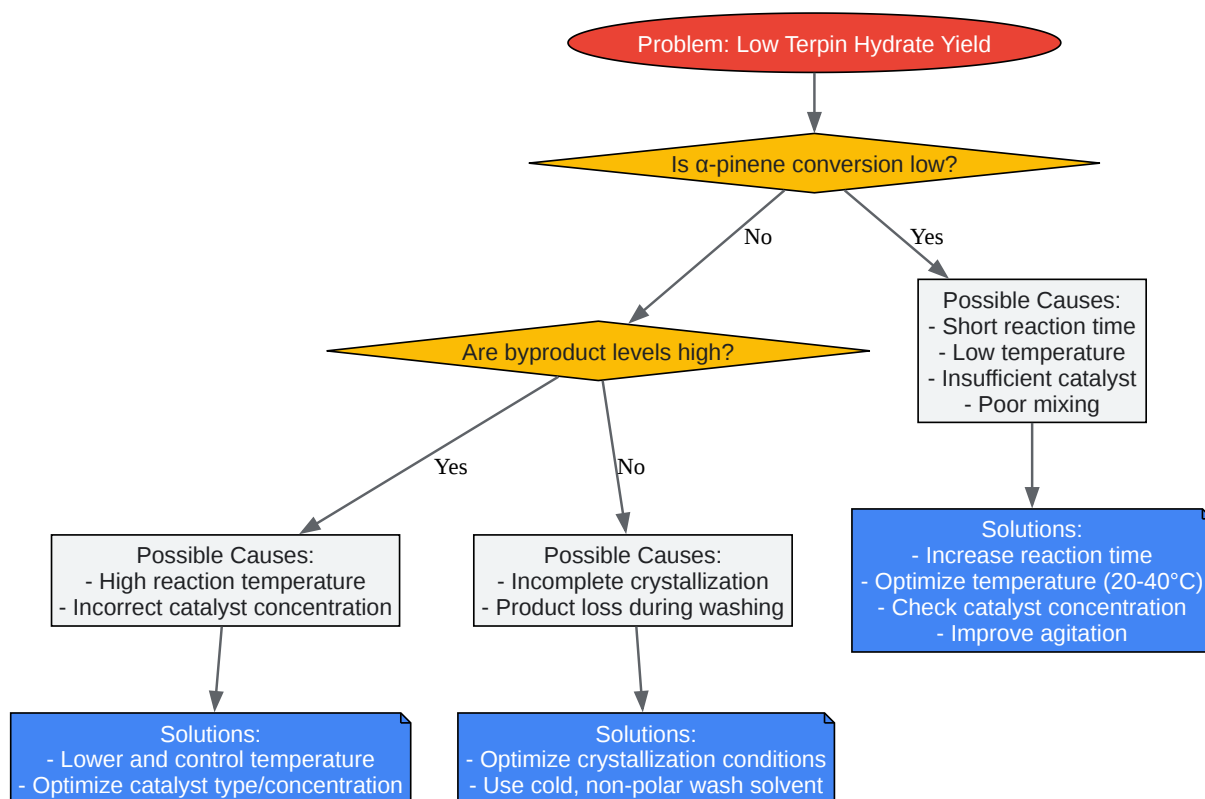 Problem: Low Terpin Hydrate Yield
Is α-pinene conversion low?
No
Yes
Possible Causes:
- Short reaction time
- Low temperature
- Insufficient catalyst
- Poor mixing
Are byproduct levels high?
Yes
No
Solutions:
- Increase reaction time
- Optimize temperature (20-40°C)
- Check catalyst concentration
- Improve agitation
Possible Causes:
- High reaction temperature
- Incorrect catalyst concentration
Possible Causes:
- Incomplete crystallization
- Product loss during washing
Solutions:
- Lower and control temperature
- Optimize catalyst type/concentration
Solutions:
- Optimize crystallization conditions
- Use cold, non-polar wash solvent